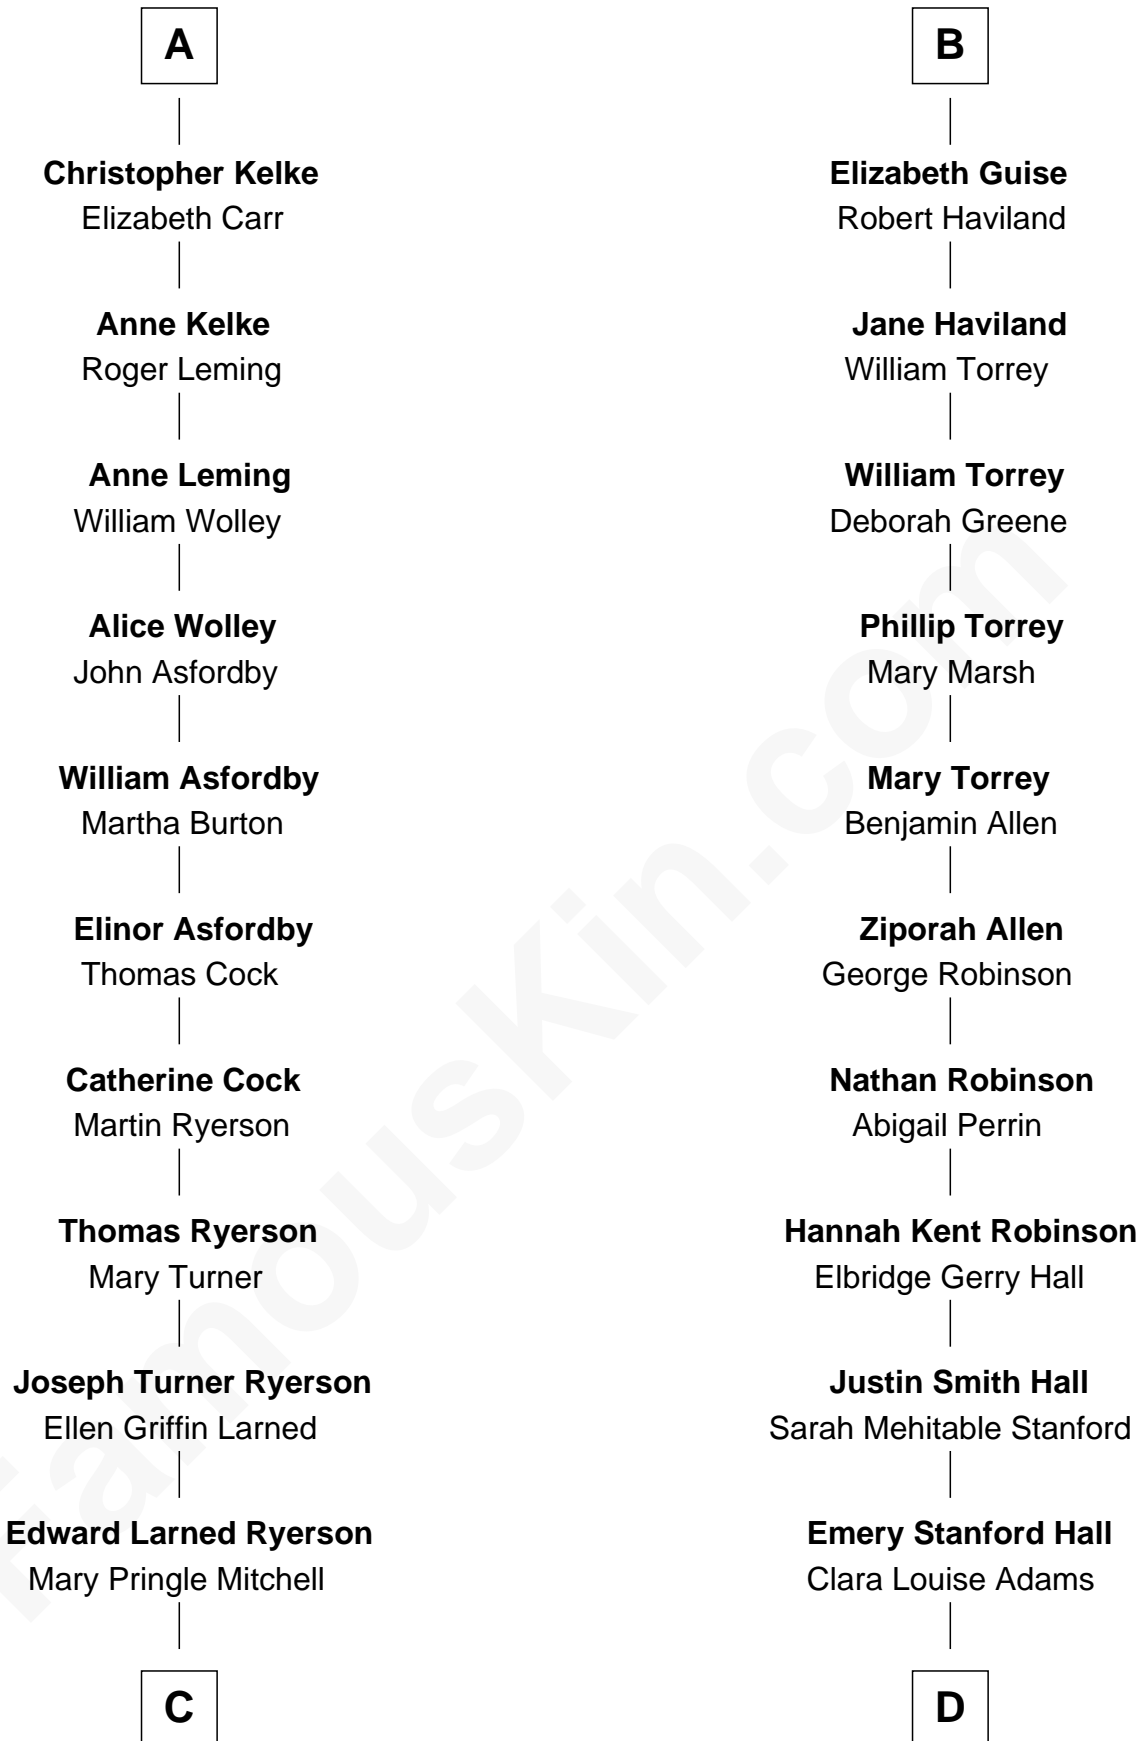 A
Christopher Kelke
Elizabeth Carr
Anne Kelke
Roger Leming
Anne Leming
William Wolley
Alice Wolley
John Asfordby
William Asfordby
Martha Burton
Elinor Asfordby
Thomas Cock
Catherine Cock
Martin Ryerson
Thomas Ryerson
Mary Turner
Joseph Turner Ryerson
Ellen Griffin Larned
Edward Larned Ryerson
Mary Pringle Mitchell
C
B
Elizabeth Guise
Robert Haviland
Jane Haviland
William Torrey
William Torrey
Deborah Greene
Phillip Torrey
Mary Marsh
Mary Torrey
Benjamin Allen
Ziporah Allen
George Robinson
Nathan Robinson
Abigail Perrin
Hannah Kent Robinson
Elbridge Gerry Hall
Justin Smith Hall
Sarah Mehitable Stanford
Emery Stanford Hall
Clara Louise Adams
D
FamousKin.com